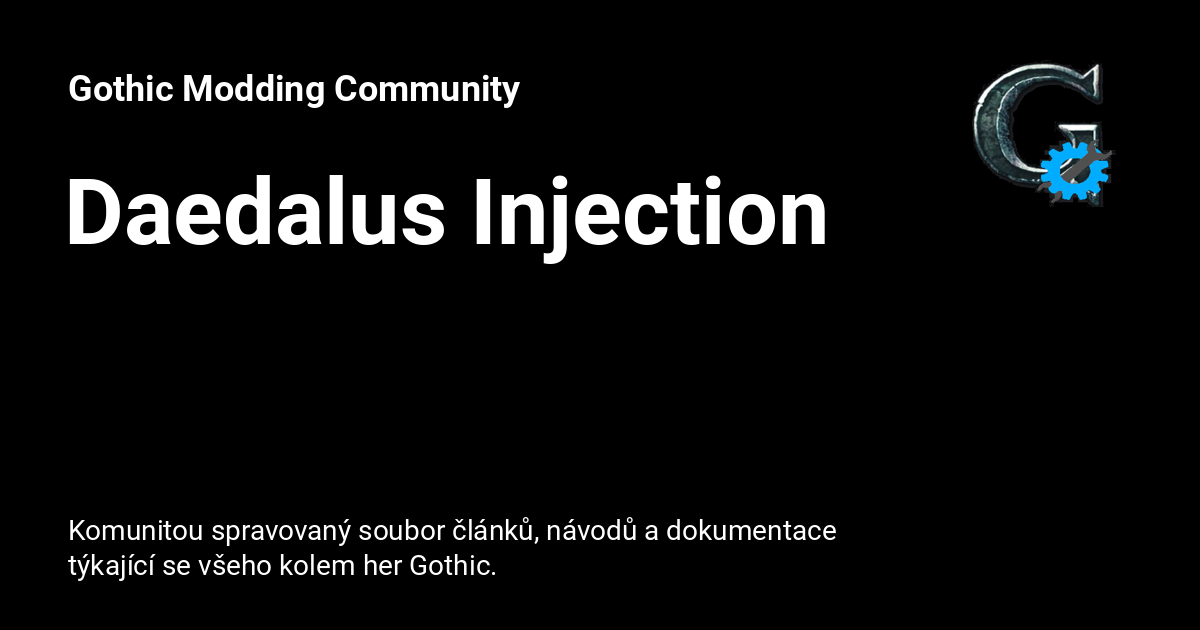 Gothic Modding Community
Daedalus Injection
Komunitou spravovaný soubor článků, návodů a dokumentace
týkající se všeho kolem her Gothic.